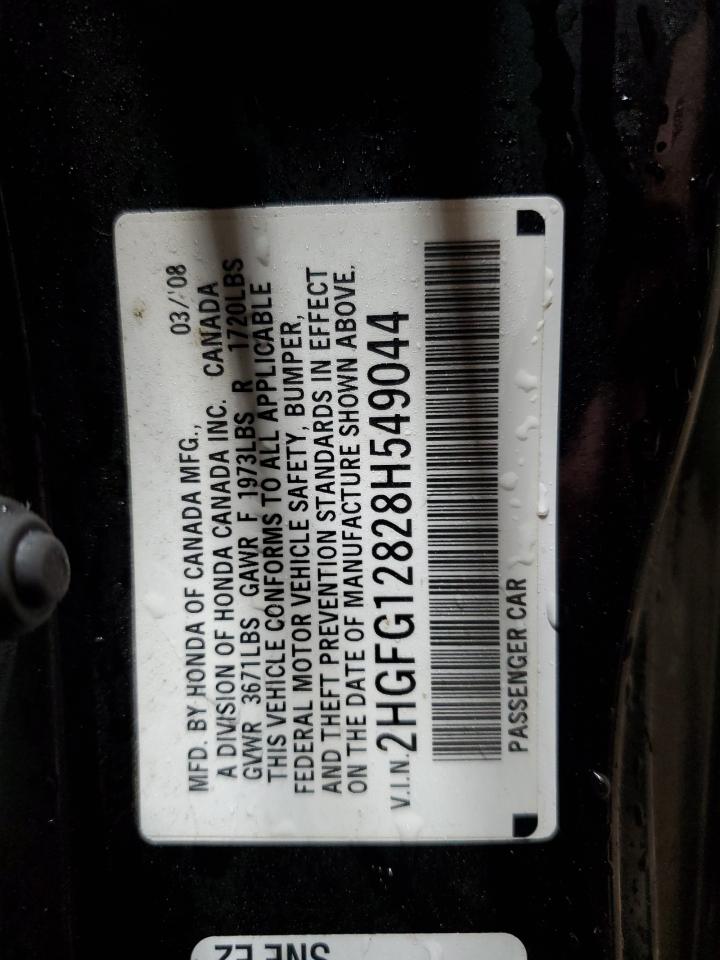 MFD. BY HONDA OF CANADA MFG., 03/'08
A DIVISION OF HONDA CANADA INC. CANADA
GVWR 3671LBS GAWR F 1973LBS R 1720LBS
THIS VEHICLE CONFORMS TO ALL APPLICABLE
FEDERAL MOTOR VEHICLE SAFETY, BUMPER,
AND THEFT PREVENTION STANDARDS IN EFFECT
ON THE DATE OF MANUFACTURE SHOWN ABOVE.
V.I.N. 2HGFG12828H549044
PASSENGER CAR